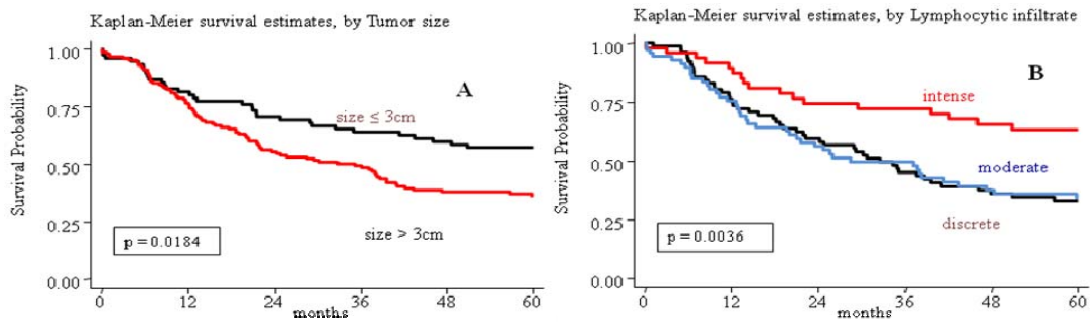 Kaplan-Meier survival estimates, by Tumor size
Survival Probability
1.00
0.75
0.50
0.25
0.00
A
size ≤ 3cm
size > 3cm
p = 0.0184
0 12 24 36 48 60
months
Kaplan-Meier survival estimates, by Lymphocytic infiltrate
Survival Probability
1.00
0.75
0.50
0.25
0.00
B
intense
moderate
discrete
p = 0.0036
0 12 24 36 48 60
months